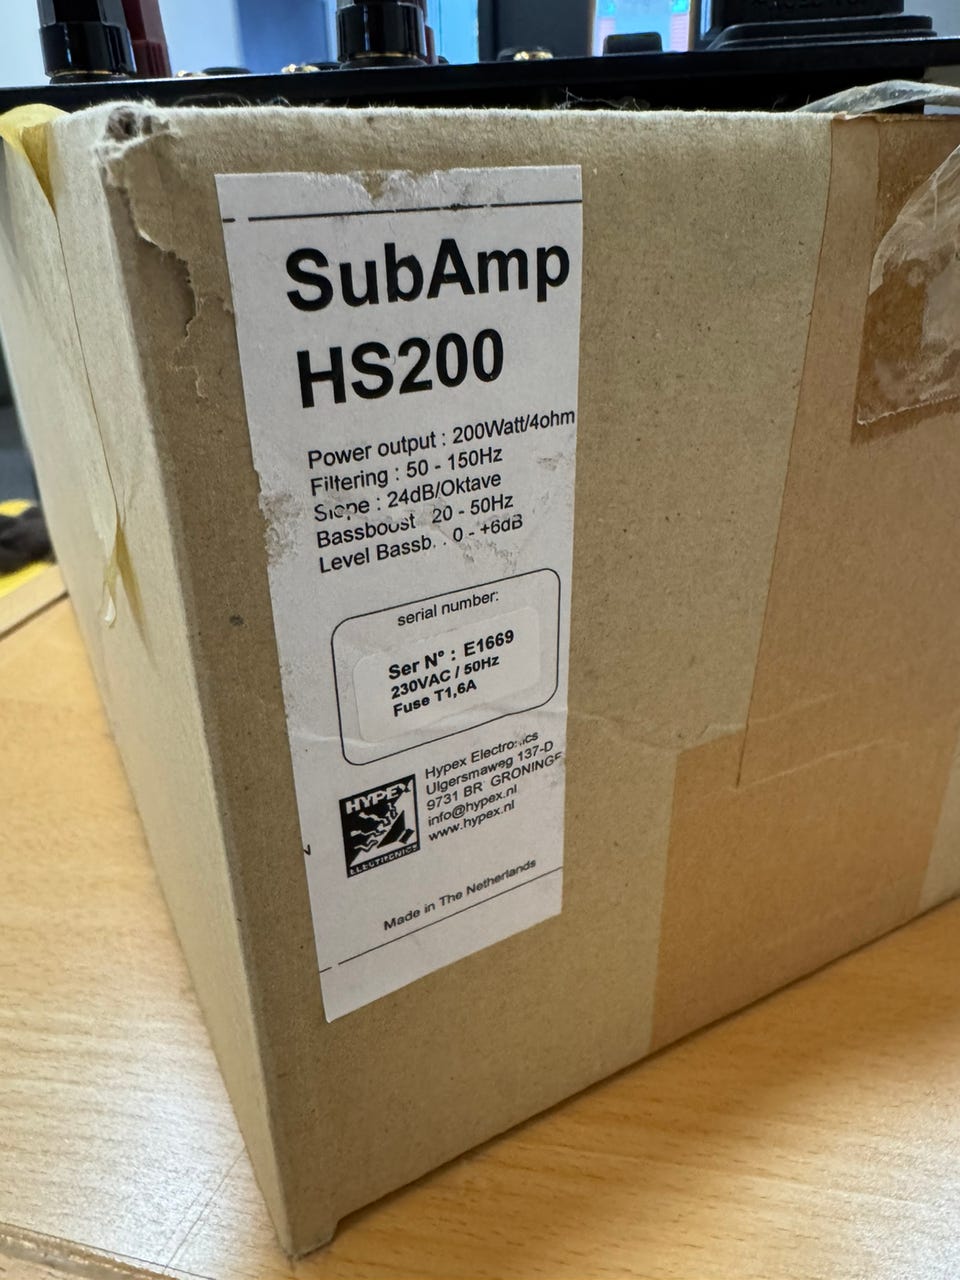 SubAmp
HS200
Power output : 200Watt/4ohm
Filtering : 50 - 150Hz
Slope : 24dB/Oktave
Bassboost 20 - 50Hz
Level Bassb. : 0 - +6dB
serial number:
Ser Nº : E1669
230VAC / 50Hz
Fuse T1,6A
HYPEX
ELECTRONICS
Hypex Electronics
Ulgersmaweg 137-D
9731 BR GRONINGE
info@hypex.nl
www.hypex.nl
Made in The Netherlands